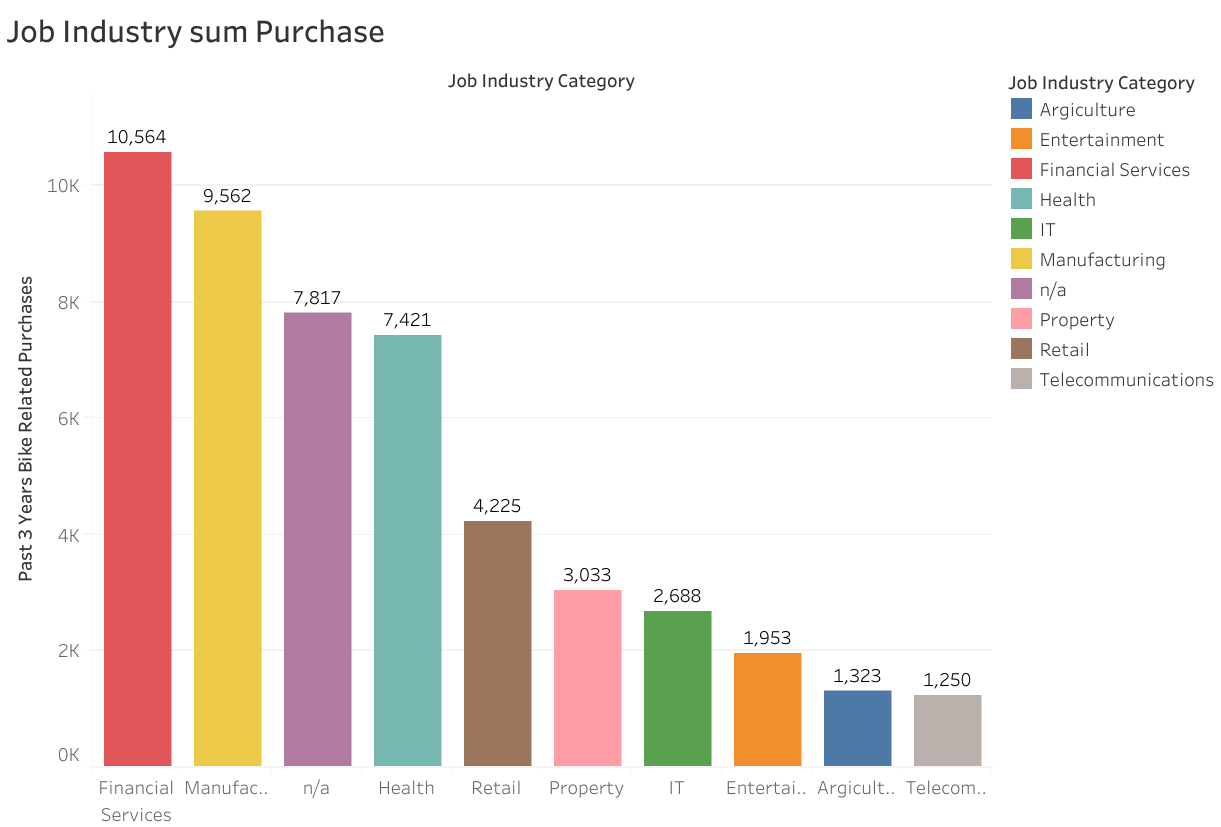 Job Industry sum Purchase
Job Industry Category
Past 3 Years Bike Related Purchases
10K
8K
6K
4K
2K
0K
10,564
9,562
7,817
7,421
4,225
3,033
2,688
1,953
1,323
1,250
Financial
Services
Manufac..
n/a
Health
Retail
Property
IT
Entertai..
Argicult..
Telecom..
Job Industry Category
Argiculture
Entertainment
Financial Services
Health
IT
Manufacturing
n/a
Property
Retail
Telecommunications